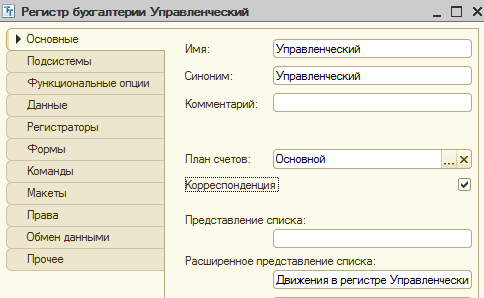 Регистр бухгалтерии Управленческий
Основные
Подсистемы
Функциональные опции
Данные
Регистраторы
Формы
Команды
Макеты
Права
Обмен данными
Прочее
Имя: Управленческий
Синоним: Управленческий
Комментарий:
План счетов: Основной ...
Корреспонденция
Представление списка:
Расширенное представление списка:
Движения в регистре Управленчески